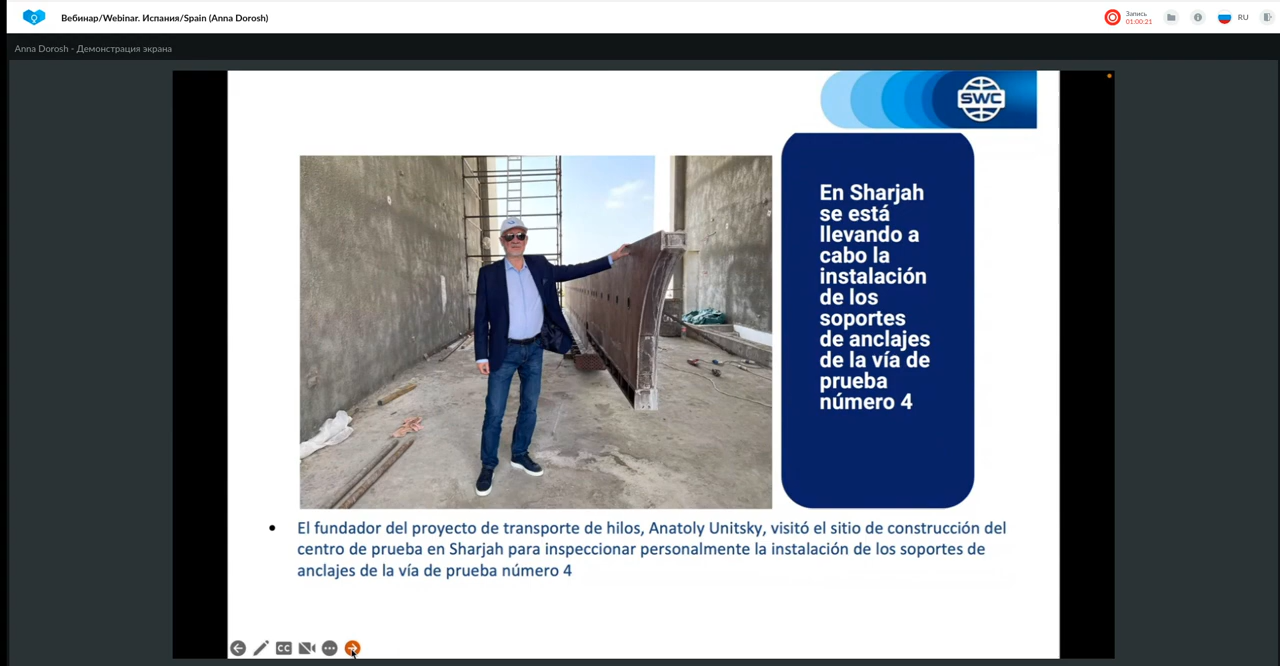 Вебинар/Webinar. Испания/Spain (Anna Dorosh)
Запись
01:00:21
RU
Anna Dorosh - Демонстрация экрана
SWC
En Sharjah
se está
llevando a
cabo la
instalación
de los
soportes
de anclajes
de la vía de
prueba
número 4
• El fundador del proyecto de transporte de hilos, Anatoly Unitsky, visitó el sitio de construcción del
centro de prueba en Sharjah para inspeccionar personalmente la instalación de los soportes de
anclajes de la vía de prueba número 4
CC